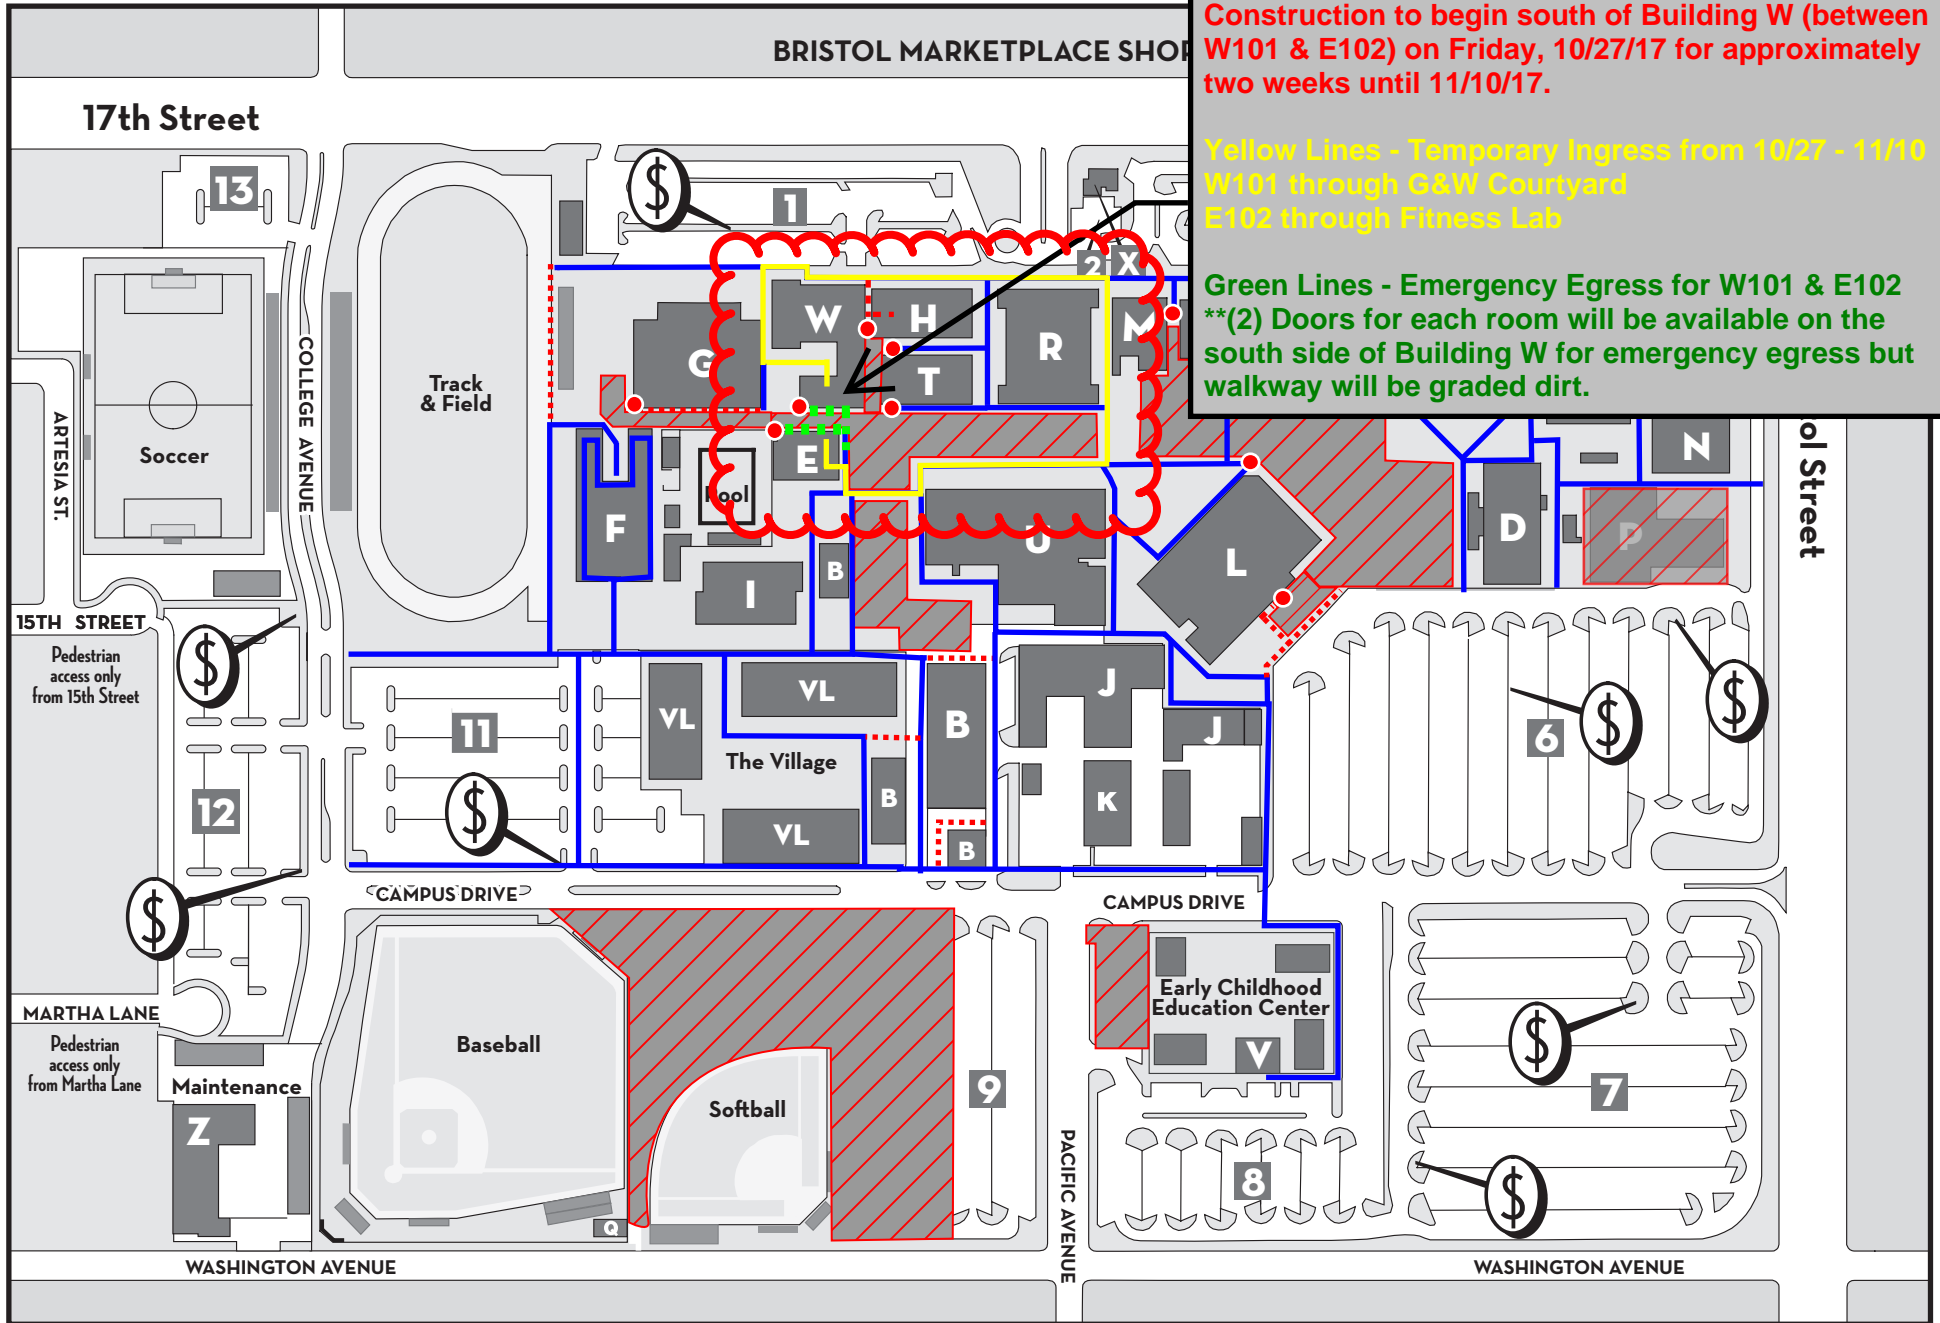 BRISTOL MARKETPLACE SHOP
Construction to begin south of Building W (between
W101 & E102) on Friday, 10/27/17 for approximately
two weeks until 11/10/17.
Yellow Lines - Temporary Ingress from 10/27 - 11/10
W101 through G&W Courtyard
E102 through Fitness Lab
Green Lines - Emergency Egress for W101 & E102
**(2) Doors for each room will be available on the
south side of Building W for emergency egress but
walkway will be graded dirt.
17th Street
13
$
1
2
X
W
H
R
M
G
T
COLLEGE AVENUE
Track
& Field
ARTESIA ST.
Soccer
E
Pool
F
N
ol Street
D
P
U
L
B
I
15TH STREET
Pedestrian
access only
from 15th Street
$
VL
VL
J
B
J
$
$
6
11
The Village
12
$
B
K
VL
B
$
CAMPUS DRIVE
CAMPUS DRIVE
Early Childhood
Education Center
MARTHA LANE
Pedestrian
access only
from Martha Lane
Baseball
$
V
Maintenance
Z
Softball
9
7
PACIFIC AVENUE
8
$
Q
WASHINGTON AVENUE
WASHINGTON AVENUE